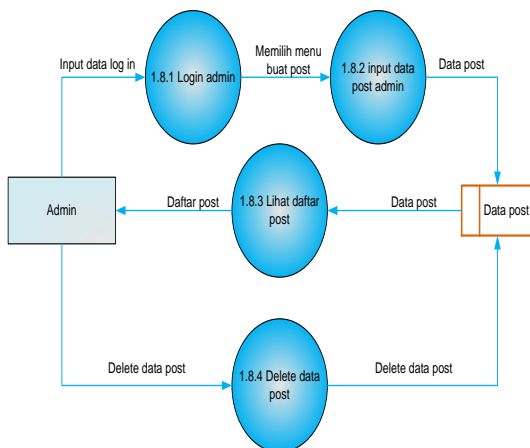 Input data log in
1.8.1 Login admin
Memilih menu
buat post
1.8.2 input data
post admin
Data post
Admin
Daftar post
1.8.3 Lihat daftar
post
Data post
Data post
Delete data post
1.8.4 Delete data
post
Delete data post